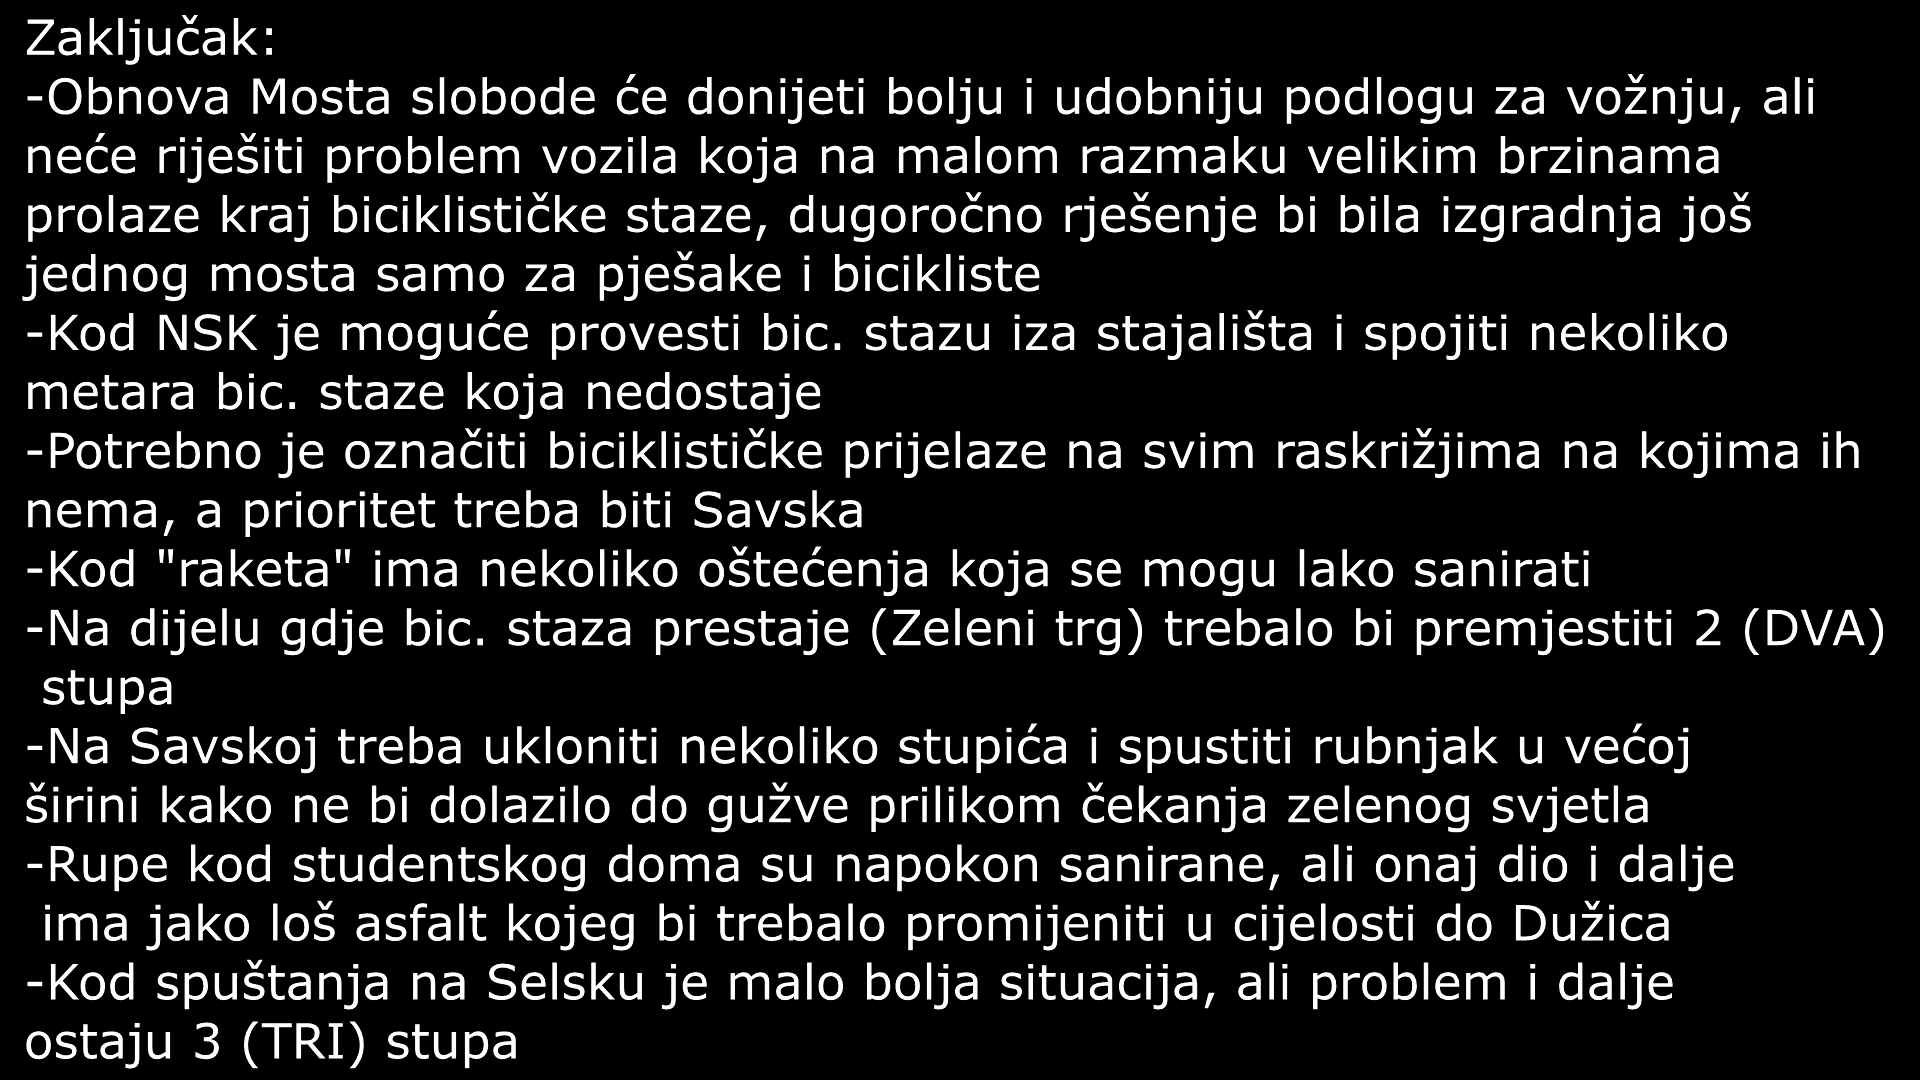 Zaključak:
-Obnova Mosta slobode će donijeti bolju i udobniju podlogu za vožnju, ali
neće riješiti problem vozila koja na malom razmaku velikim brzinama
prolaze kraj biciklističke staze, dugoročno rješenje bi bila izgradnja još
jednog mosta samo za pješake i bicikliste
-Kod NSK je moguće provesti bic. stazu iza stajališta i spojiti nekoliko
metara bic. staze koja nedostaje
-Potrebno je označiti biciklističke prijelaze na svim raskrižjima na kojima ih
nema, a prioritet treba biti Savska
-Kod "raketa" ima nekoliko oštećenja koja se mogu lako sanirati
-Na dijelu gdje bic. staza prestaje (Zeleni trg) trebalo bi premjestiti 2 (DVA)
stupa
-Na Savskoj treba ukloniti nekoliko stupića i spustiti rubnjak u većoj
širini kako ne bi dolazilo do gužve prilikom čekanja zelenog svjetla
-Rupe kod studentskog doma su napokon sanirane, ali onaj dio i dalje
ima jako loš asfalt kojeg bi trebalo promijeniti u cijelosti do Dužica
-Kod spuštanja na Selsku je malo bolja situacija, ali problem i dalje
ostaju 3 (TRI) stupa